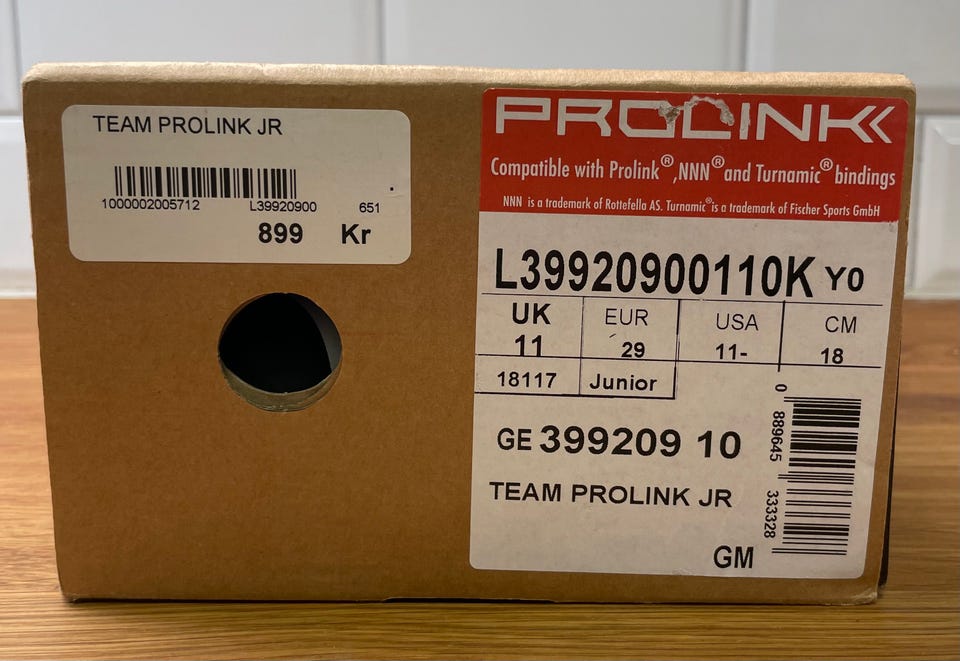 TEAM PROLINK JR
1000002005712 L39920900 651
899 Kr
PROLINK
Compatible with Prolink®,NNN® and Turnamic® bindings
NNN is a trademark of Rottefella AS. Turnamic® is a trademark of Fischer Sports GmbH
L39920900110K Y0
UK EUR USA CM
11 29 11- 18
18117 Junior
GE 399209 10
TEAM PROLINK JR
0 889645 333328
GM